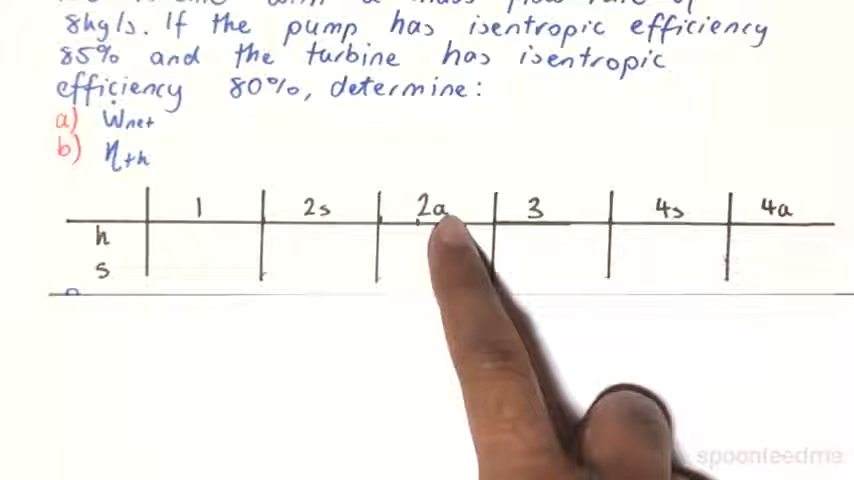 8kg/s. If the pump has isentropic efficiency
85% and the turbine has isentropic
efficiency 80%, determine:
a) Ẇnet
b) ηth
1 2s 2a 3 4s 4a
h
s
spoonfeedme